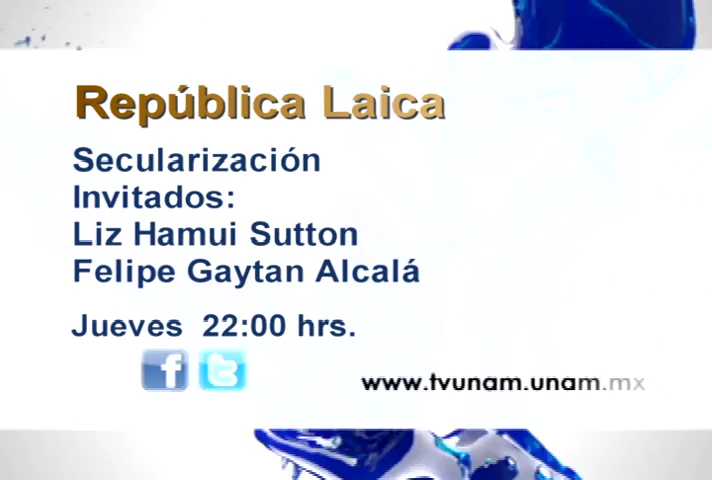 República Laica
Secularización
Invitados:
Liz Hamui Sutton
Felipe Gaytan Alcalá
Jueves 22:00 hrs.
www.tvunam.unam.mx